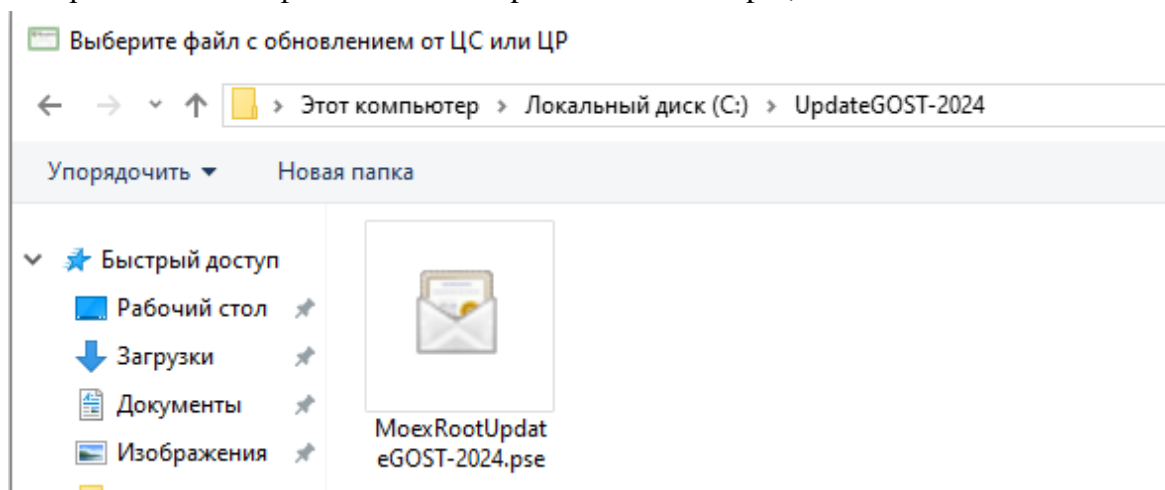 Выберите файл с обновлением от ЦС или ЦР
Этот компьютер > Локальный диск (C:) > UpdateGOST-2024
Упорядочить Новая папка
Быстрый доступ
Рабочий стол
Загрузки
Документы
Изображения
MoexRootUpdat
eGOST-2024.pse